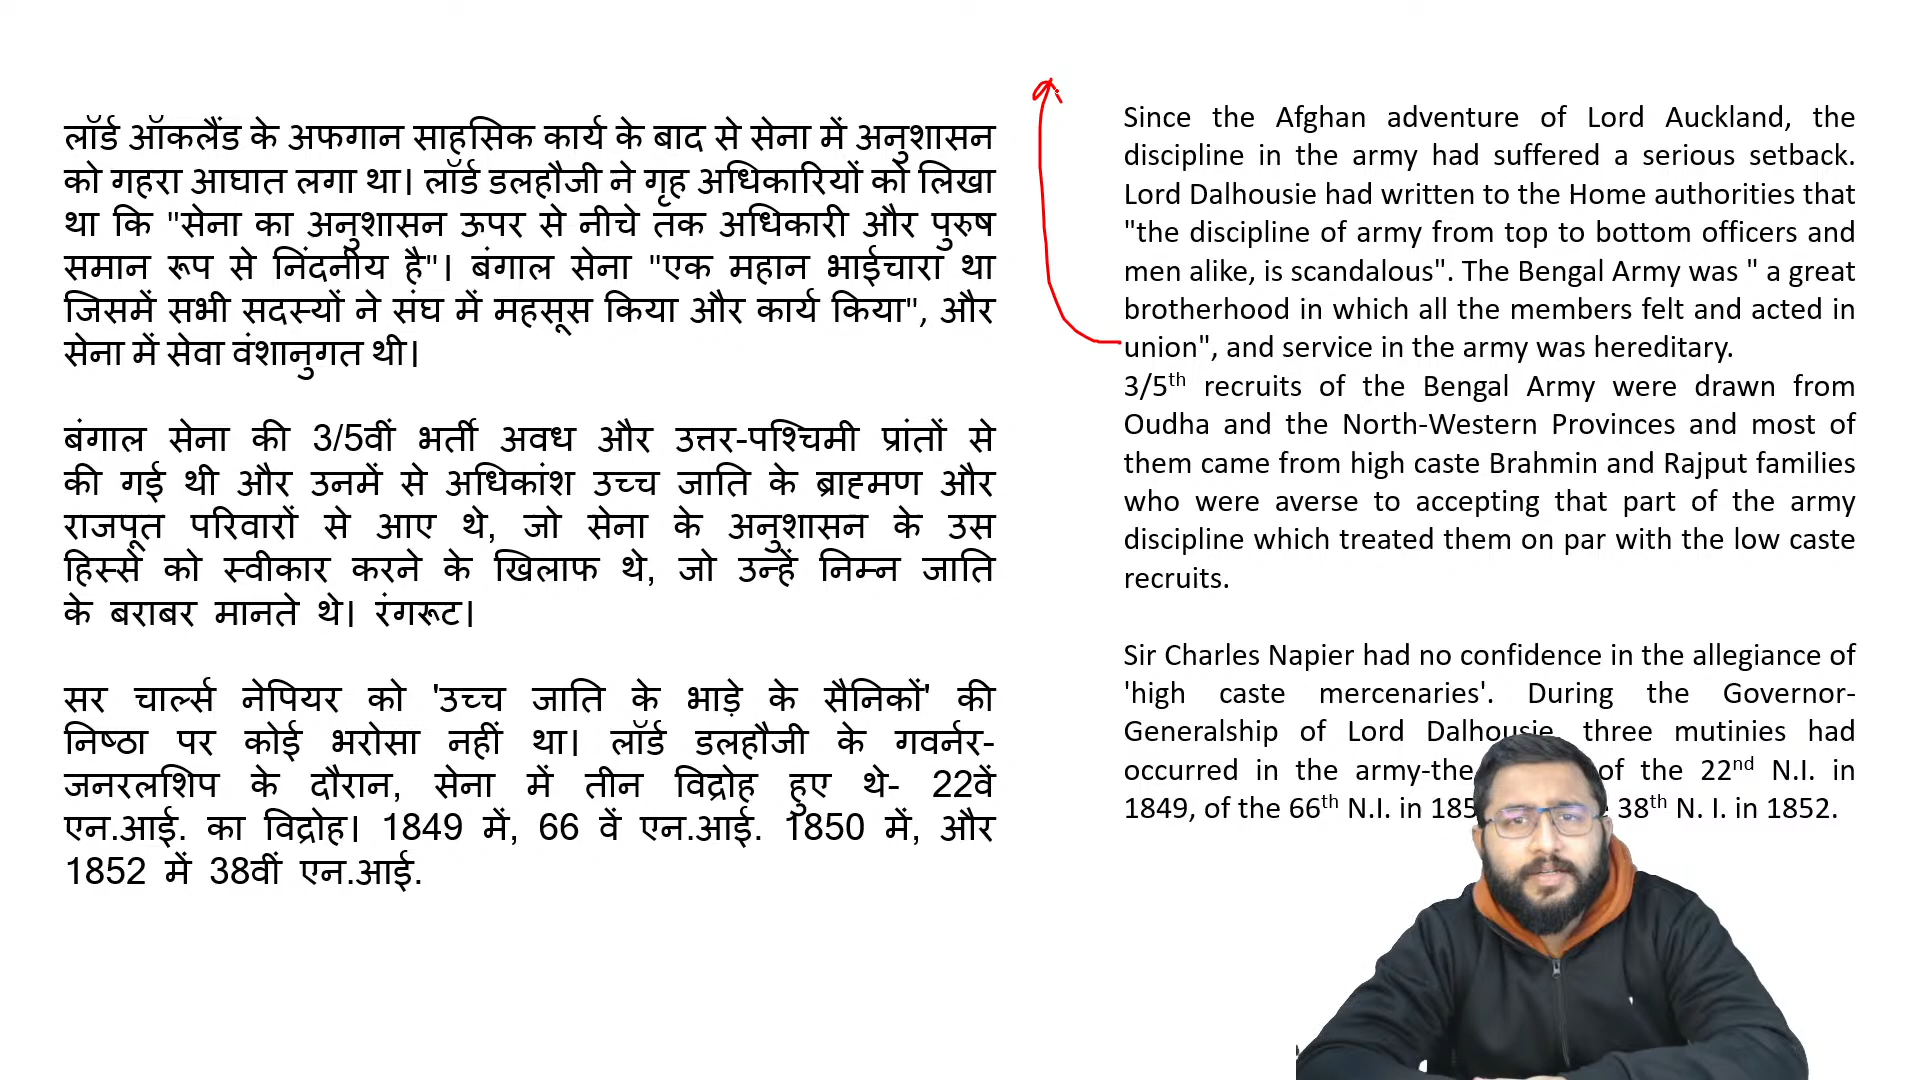 लॉर्ड ऑकलैंड के अफगान साहसिक कार्य के बाद से सेना में अनुशासन
को गहरा आघात लगा था। लॉर्ड डलहौजी ने गृह अधिकारियों को लिखा
था कि "सेना का अनुशासन ऊपर से नीचे तक अधिकारी और पुरुष
समान रूप से निंदनीय है"। बंगाल सेना "एक महान भाईचारा था
जिसमें सभी सदस्यों ने संघ में महसूस किया और कार्य किया", और
सेना में सेवा वंशानुगत थी।
बंगाल सेना की 3/5वीं भर्ती अवध और उत्तर-पश्चिमी प्रांतों से
की गई थी और उनमें से अधिकांश उच्च जाति के ब्राह्मण और
राजपूत परिवारों से आए थे, जो सेना के अनुशासन के उस
हिस्से को स्वीकार करने के खिलाफ थे, जो उन्हें निम्न जाति
के बराबर मानते थे। रंगरूट।
सर चार्ल्स नेपियर को 'उच्च जाति के भाड़े के सैनिकों' की
निष्ठा पर कोई भरोसा नहीं था। लॉर्ड डलहौजी के गवर्नर-
जनरलशिप के दौरान, सेना में तीन विद्रोह हुए थे- 22वें
एन.आई. का विद्रोह। 1849 में, 66 वें एन.आई. 1850 में, और
1852 में 38वीं एन.आई.
Since the Afghan adventure of Lord Auckland, the
discipline in the army had suffered a serious setback.
Lord Dalhousie had written to the Home authorities that
"the discipline of army from top to bottom officers and
men alike, is scandalous". The Bengal Army was " a great
brotherhood in which all the members felt and acted in
union", and service in the army was hereditary.
3/5th recruits of the Bengal Army were drawn from
Oudha and the North-Western Provinces and most of
them came from high caste Brahmin and Rajput families
who were averse to accepting that part of the army
discipline which treated them on par with the low caste
recruits.
Sir Charles Napier had no confidence in the allegiance of
'high caste mercenaries'. During the Governor-
Generalship of Lord Dalhousie, three mutinies had
occurred in the army-the of the 22nd N.I. in
1849, of the 66th N.I. in 38th N. I. in 1852.